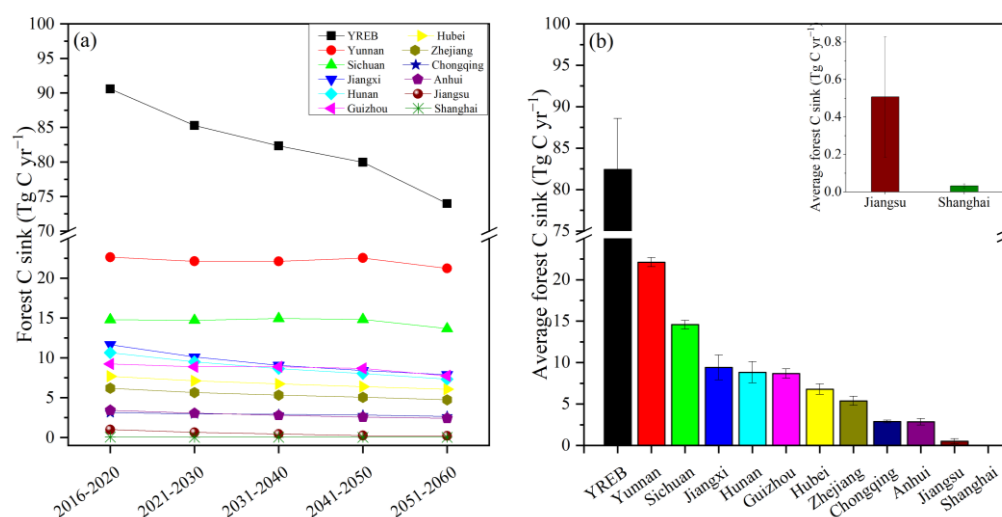 (a)
Forest C sink (Tg C yr⁻¹)
100
95
90
85
80
75
70
20
15
10
5
0
2016-2020
2021-2030
2031-2040
2041-2050
2051-2060
YREB
Yunnan
Sichuan
Jiangxi
Hunan
Guizhou
Hubei
Zhejiang
Chongqing
Anhui
Jiangsu
Shanghai
(b)
Average forest C sink (Tg C yr⁻¹)
100
95
90
85
80
75
20
15
10
5
0
YREB
Yunnan
Sichuan
Jiangxi
Hunan
Guizhou
Hubei
Zhejiang
Chongqing
Anhui
Jiangsu
Shanghai
Average forest C sink (Tg C yr⁻¹)
0.8
0.6
0.4
0.2
0.0
Jiangsu
Shanghai